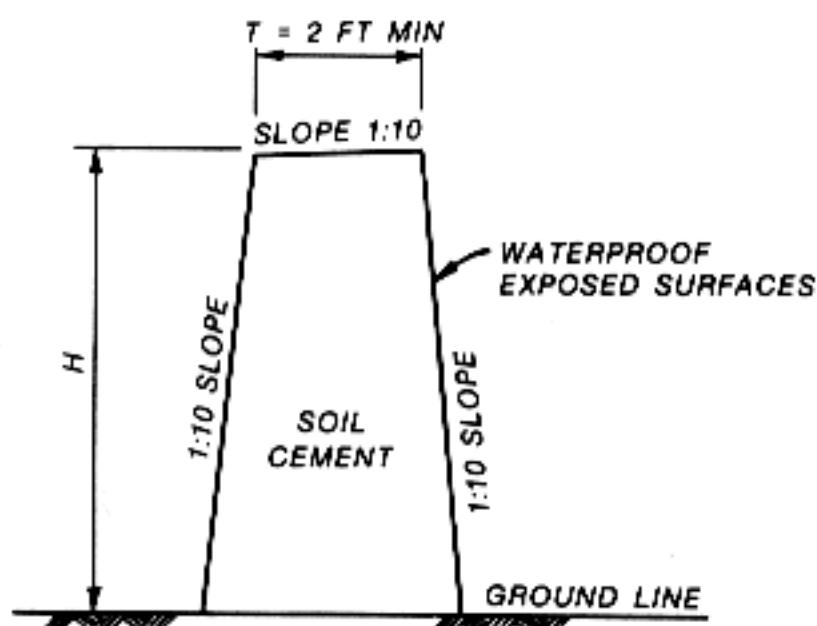 T = 2 FT MIN
SLOPE 1:10
WATERPROOF
EXPOSED SURFACES
H
1:10 SLOPE
1:10 SLOPE
SOIL
CEMENT
GROUND LINE